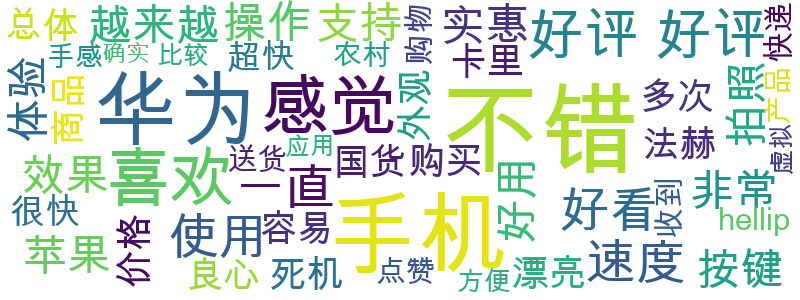 总体
越来越
操作
支持
购物
实惠
好评
好评
快递
手感
确实
比较
超快
农村
卡里
体验
商品
华为
感觉
外观
不错
多次
拍照
产品
虚拟
法赫
效果
喜欢
送货
应用
国货
购买
一直
很快
使用
容易
手机
好用
好看
收到
非常
hellip
苹果
价格
良心
死机
点赞
方便
漂亮
速度
按键